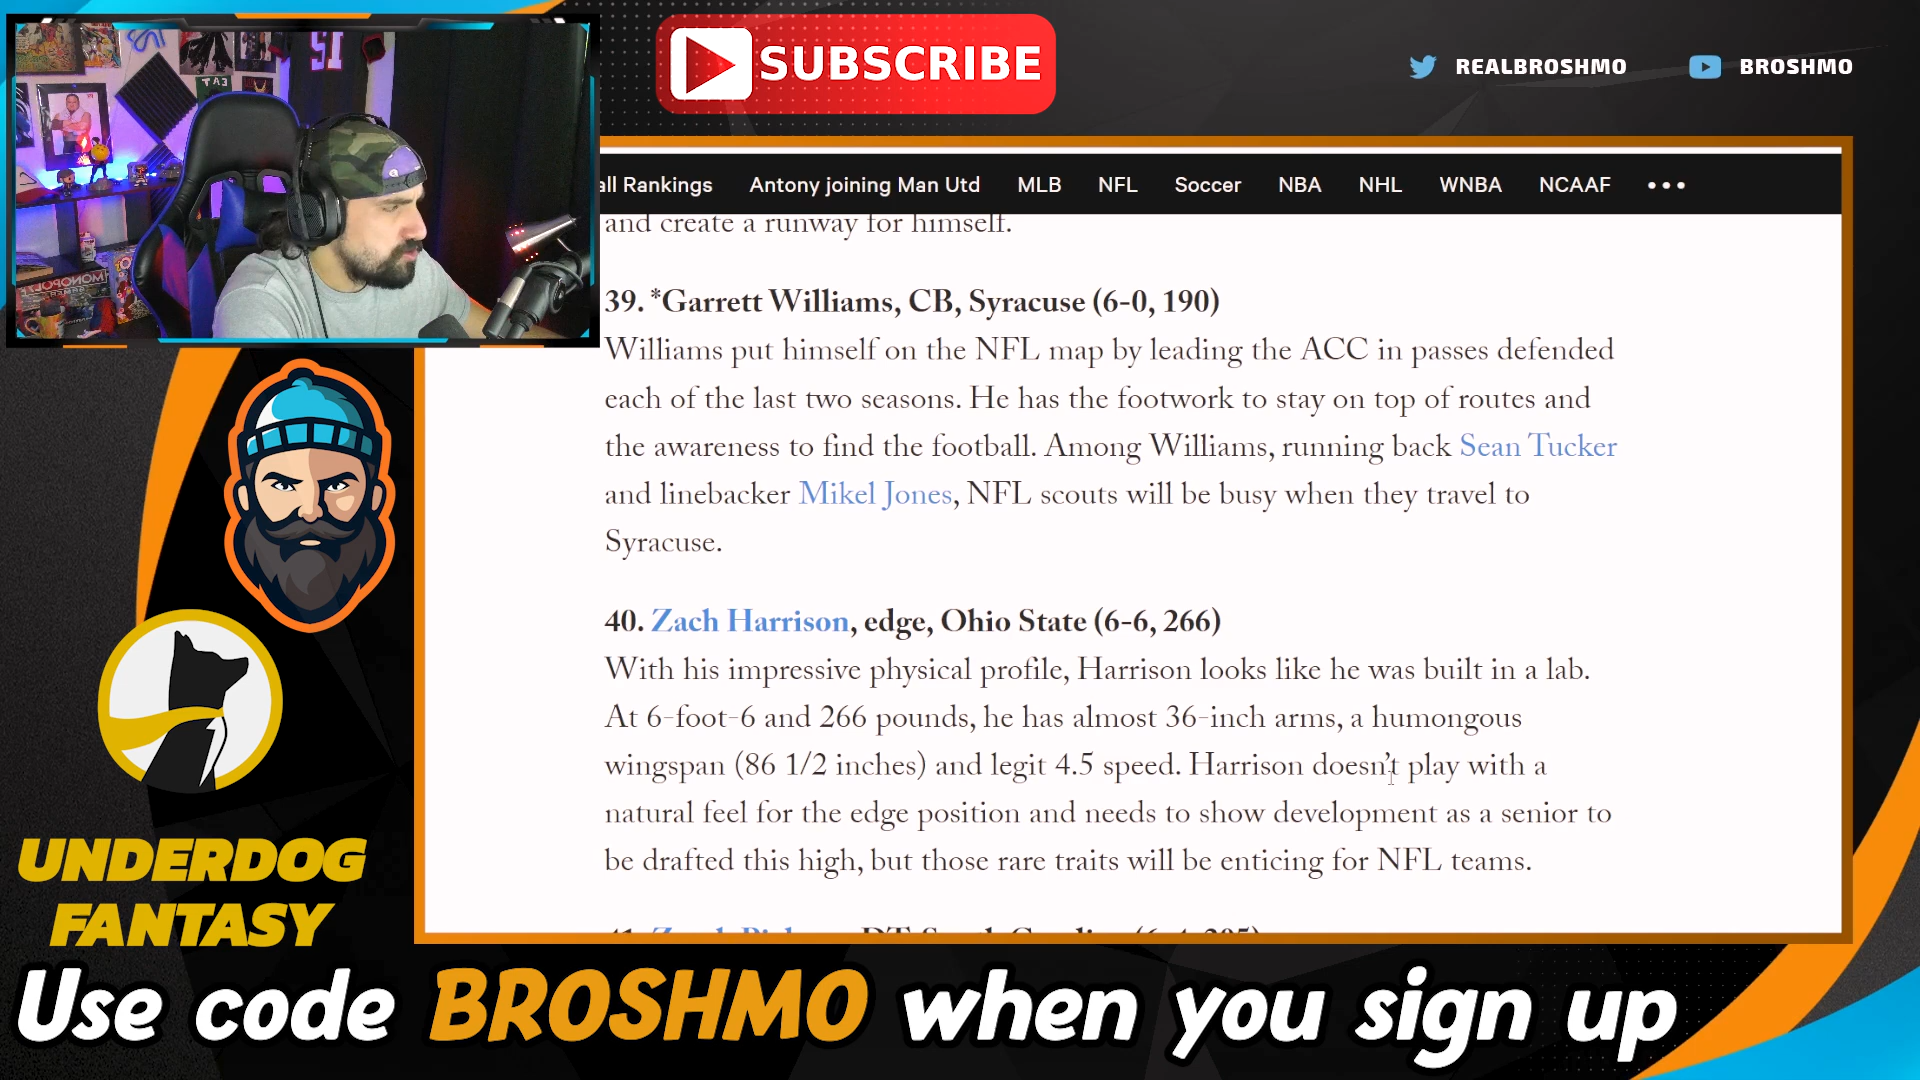 SUBSCRIBE
REALBROSHMO
BROSHMO
all Rankings Antony joining Man Utd MLB NFL Soccer NBA NHL WNBA NCAAF •••
and create a runway for himself.
39. *Garrett Williams, CB, Syracuse (6-0, 190)
Williams put himself on the NFL map by leading the ACC in passes defended
each of the last two seasons. He has the footwork to stay on top of routes and
the awareness to find the football. Among Williams, running back Sean Tucker
and linebacker Mikel Jones, NFL scouts will be busy when they travel to
Syracuse.
40. Zach Harrison, edge, Ohio State (6-6, 266)
With his impressive physical profile, Harrison looks like he was built in a lab.
At 6-foot-6 and 266 pounds, he has almost 36-inch arms, a humongous
wingspan (86 1/2 inches) and legit 4.5 speed. Harrison doesn't play with a
natural feel for the edge position and needs to show development as a senior to
be drafted this high, but those rare traits will be enticing for NFL teams.
UNDERDOG
FANTASY
Use code BROSHMO when you sign up